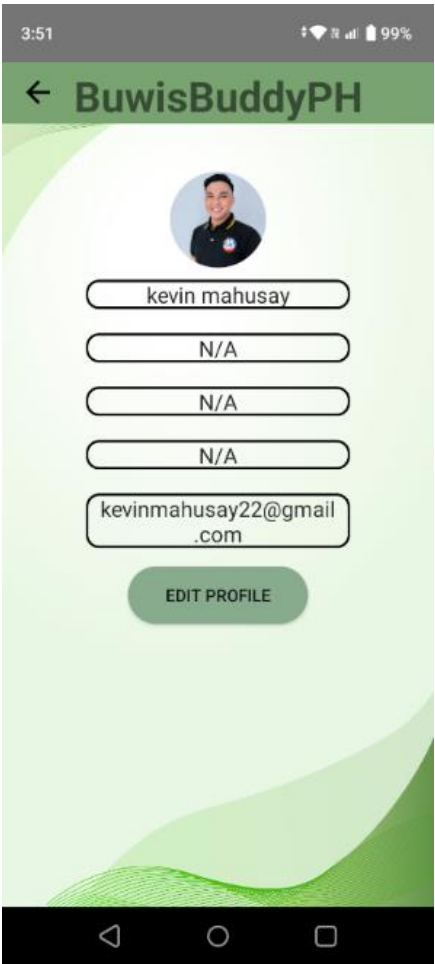 3:51
99%
BuwisBuddyPH
kevin mahusay
N/A
N/A
N/A
kevinmahusay22@gmail
.com
EDIT PROFILE